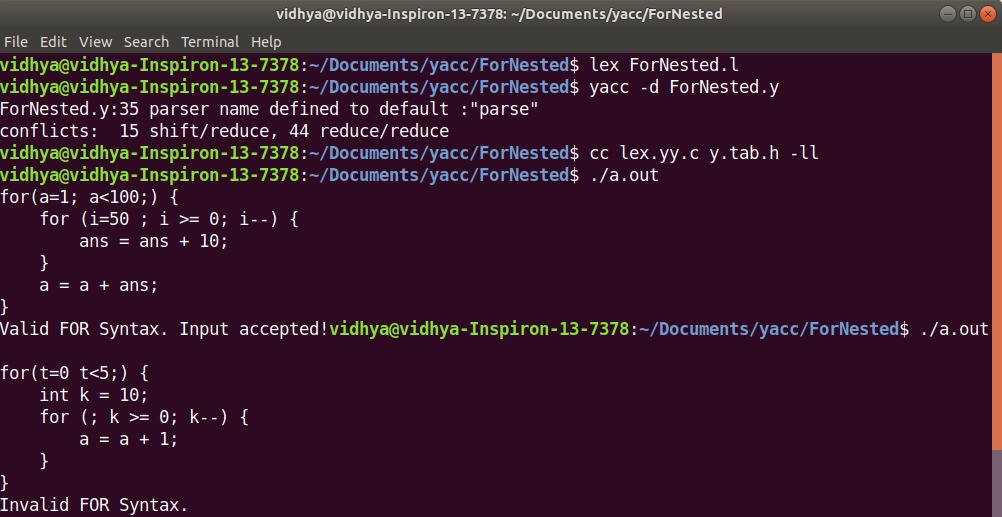 vidhya@vidhya-Inspiron-13-7378: ~/Documents/yacc/ForNested
File Edit View Search Terminal Help
vidhya@vidhya-Inspiron-13-7378:~/Documents/yacc/ForNested$ lex ForNested.l
vidhya@vidhya-Inspiron-13-7378:~/Documents/yacc/ForNested$ yacc -d ForNested.y
ForNested.y:35 parser name defined to default :"parse"
conflicts:  15 shift/reduce, 44 reduce/reduce
vidhya@vidhya-Inspiron-13-7378:~/Documents/yacc/ForNested$ cc lex.yy.c y.tab.h -ll
vidhya@vidhya-Inspiron-13-7378:~/Documents/yacc/ForNested$ ./a.out
for(a=1; a<100;) {
    for (i=50 ; i >= 0; i--) {
        ans = ans + 10;
    }
    a = a + ans;
}
Valid FOR Syntax. Input accepted!vidhya@vidhya-Inspiron-13-7378:~/Documents/yacc/ForNested$ ./a.out
for(t=0 t<5;) {
    int k = 10;
    for (; k >= 0; k--) {
        a = a + 1;
    }
}
Invalid FOR Syntax.